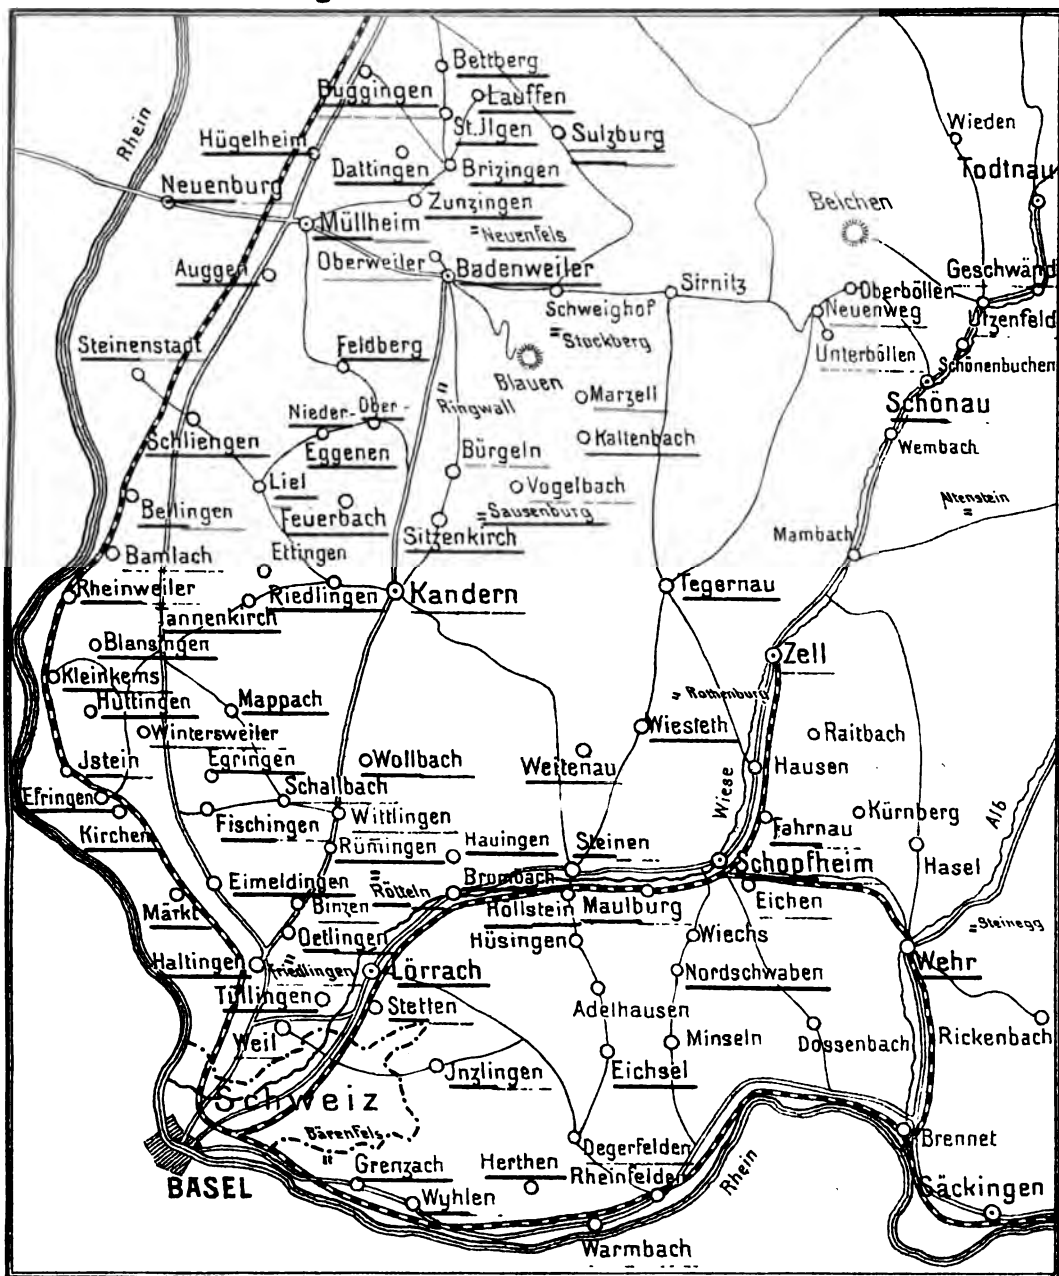 Bettberg
Buggingen
Lauffen
Rhein
St.Jlgen
Sulzburg
Wieden
Hügelheim
Dattingen
Brizingen
Todtnau
Neuenburg
Zunzingen
Belchen
Müllheim
Neuenfels
Oberweiler
Badenweiler
Auggen
Sirnitz
Geschwänd
Oberböllen
Schweighof
Neuenweg
Utzenfeld
Steinenstadt
Feldberg
Stockberg
Unterböllen
Schönenbuchen
Blauen
Ringwall
Marzell
Schönau
Nieder- Ober-
Eggenen
Schliengen
Kaltenbach
Wembach
Bürgeln
Liel
Vogelbach
Altenstein
Bellingen
Feuerbach
Sausenburg
Sitzenkirch
Mambach
Bamlach
Ettingen
Rheinweiler
Riedlingen
Kandern
Tegernau
Tannenkirch
Blansingen
Zell
Kleinkems
Rothenburg
Huttingen
Mappach
Wiesleth
Wintersweiler
Raitbach
Jstein
Egringen
Wollbach
Weitenau
Hausen
Schallbach
Wiese
Efringen
Fischingen
Wittlingen
Kürnberg
Alb
Kirchen
Fahrnau
Rümingen
Hauingen
Steinen
Schopfheim
Hasel
Eimeldingen
Rötteln
Brombach
Märkt
Binzen
Höllstein
Maulburg
Eichen
Oetlingen
Hüsingen
Wiechs
Steinegg
Haltingen
Friedlingen
Lörrach
Nordschwaben
Wehr
Tüllingen
Stetten
Adelhausen
Weil
Minseln
Dossenbach
Rickenbach
Jnzlingen
Eichsel
Schweiz
Bärenfels
Degerfelden
Brennet
Grenzach
Herthen
Rheinfelden
Rhein
BASEL
Wyhlen
Säckingen
Warmbach